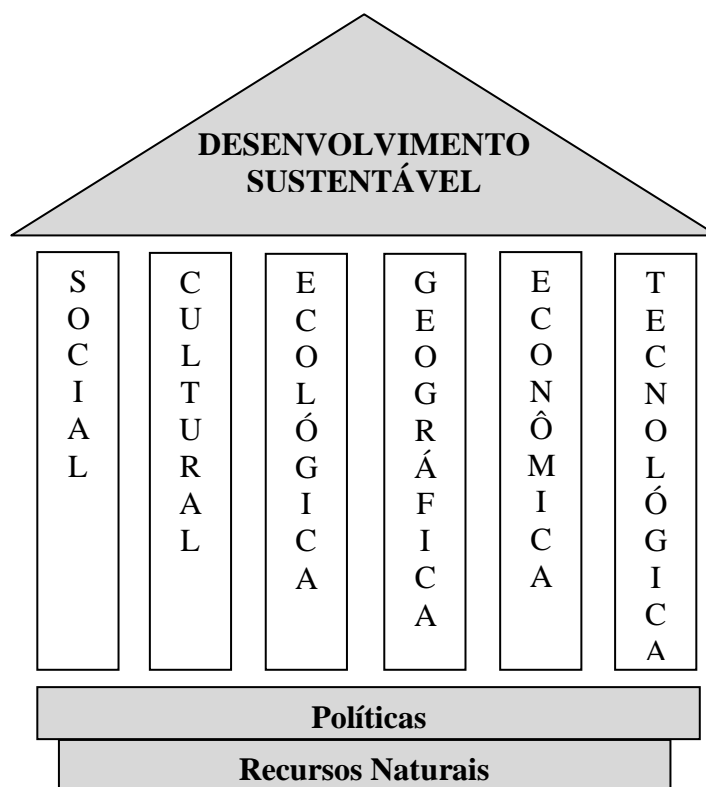 DESENVOLVIMENTO
SUSTENTÁVEL
SOCIAL
CULTURAL
ECOLÓGICA
GEOGRÁFICA
ECONÔMICA
TECNOLÓGICA
Políticas
Recursos Naturais